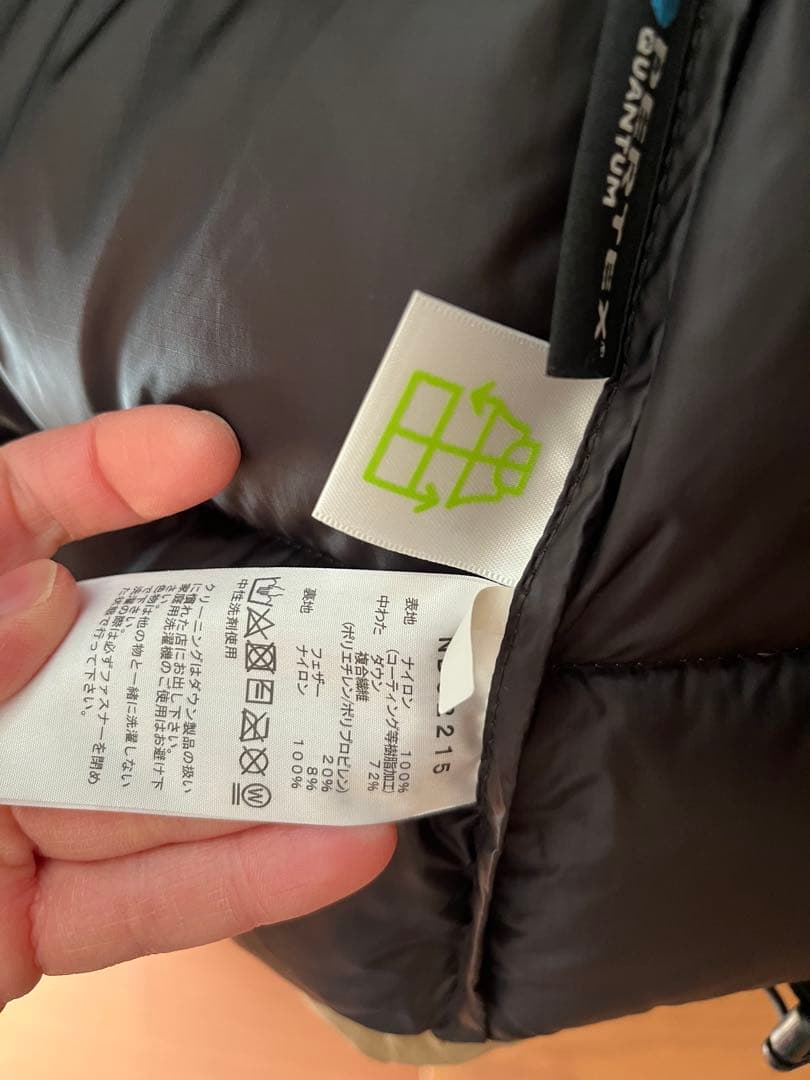 PERTEX®
QUANTUM
215
表地 ナイロン 100%
(コーティング等樹脂加工)
中わた ダウン 72%
複合繊維
(ポリエチレン/ポリプロピレン)
20%
フェザー 8%
裏地 ナイロン 100%
W
中性洗剤使用
クリーニングはダウン製品の扱い
に慣れた店にお出し下さい。
家庭用洗濯機のご使用はお避け下
さい。
色物は他の物と一緒に洗濯しない
で下さい。
洗濯の際は必ずファスナーを閉め
た状態で行って下さい。